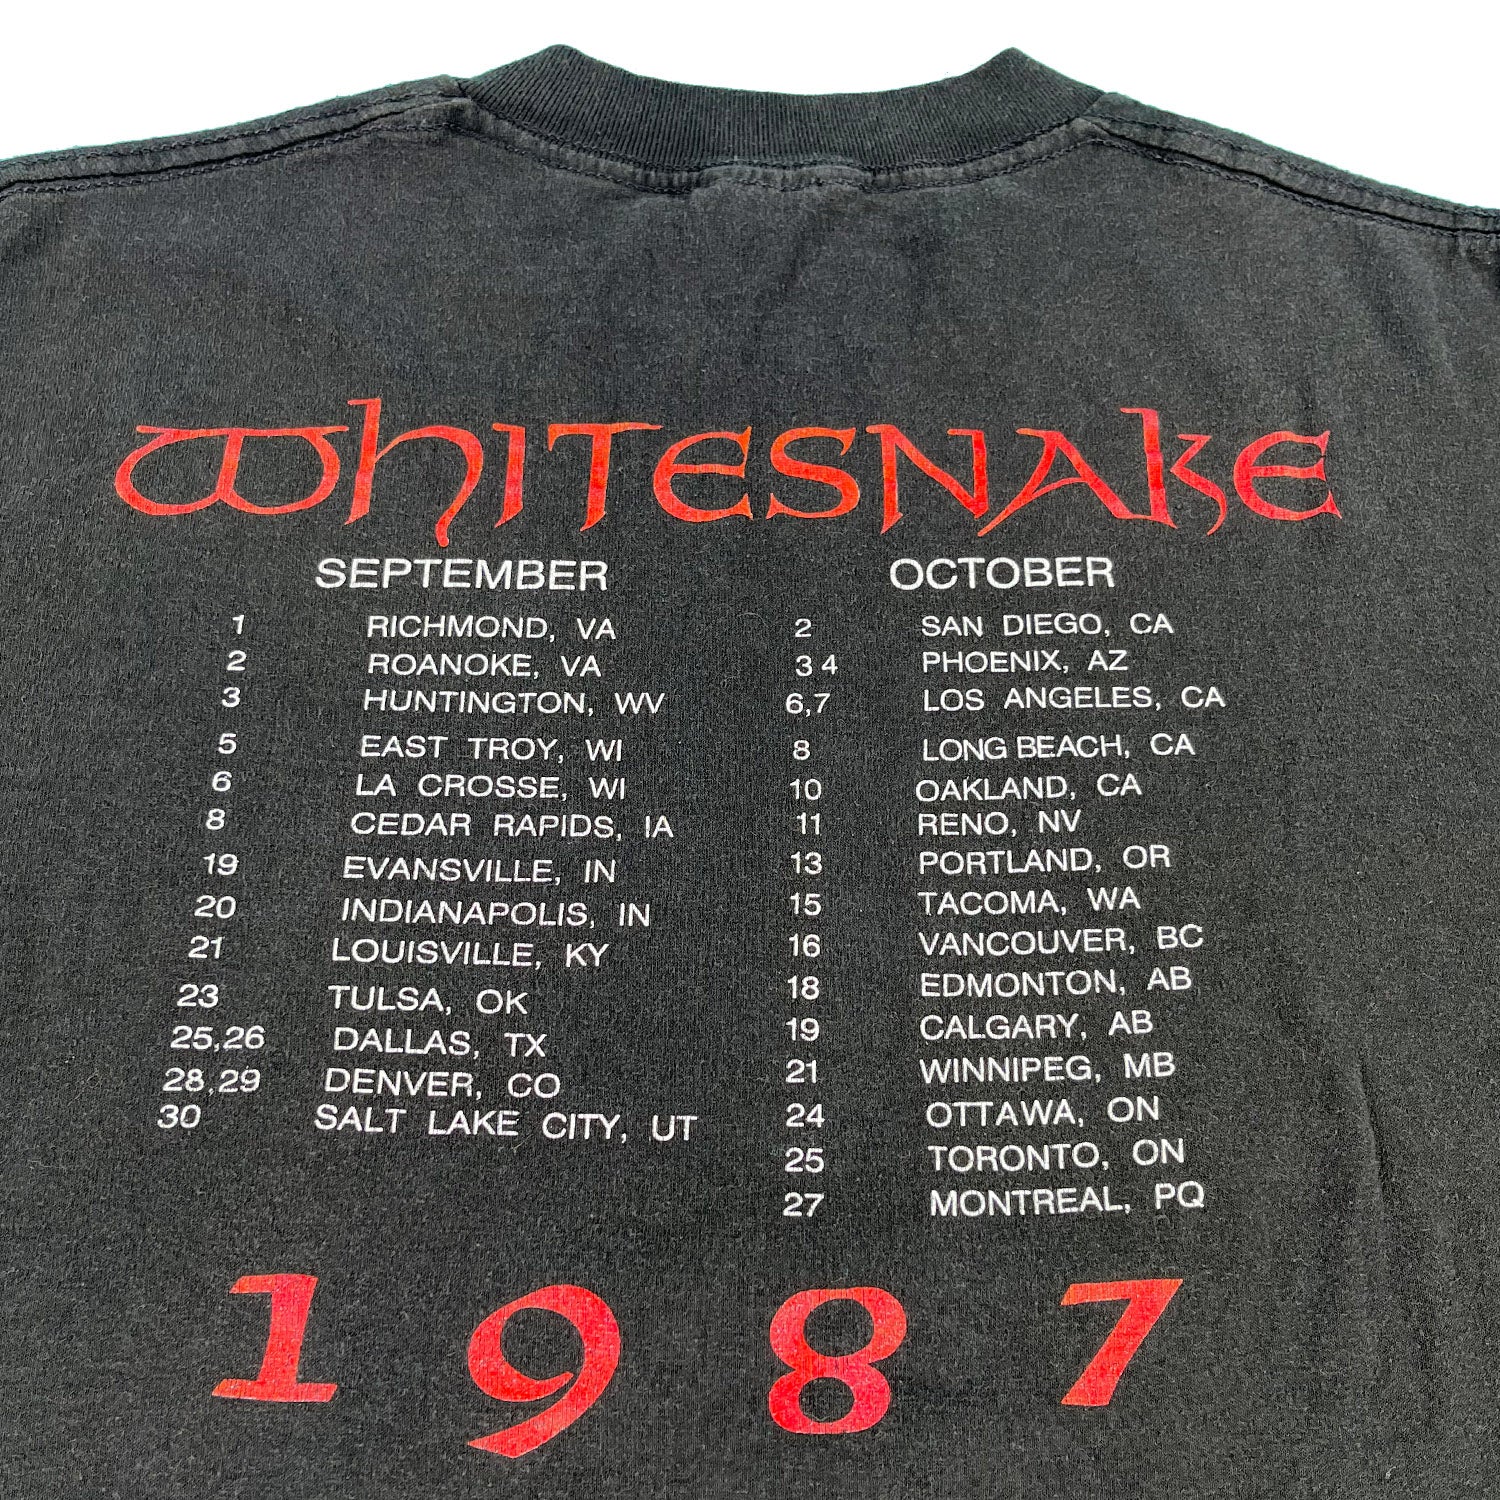 WHITESNAKE
SEPTEMBER
1 RICHMOND, VA
2 ROANOKE, VA
3 HUNTINGTON, WV
5 EAST TROY, WI
6 LA CROSSE, WI
8 CEDAR RAPIDS, IA
19 EVANSVILLE, IN
20 INDIANAPOLIS, IN
21 LOUISVILLE, KY
23 TULSA, OK
25,26 DALLAS, TX
28,29 DENVER, CO
30 SALT LAKE CITY, UT
OCTOBER
2 SAN DIEGO, CA
3 4 PHOENIX, AZ
6,7 LOS ANGELES, CA
8 LONG BEACH, CA
10 OAKLAND, CA
11 RENO, NV
13 PORTLAND, OR
15 TACOMA, WA
16 VANCOUVER, BC
18 EDMONTON, AB
19 CALGARY, AB
21 WINNIPEG, MB
24 OTTAWA, ON
25 TORONTO, ON
27 MONTREAL, PQ
1987